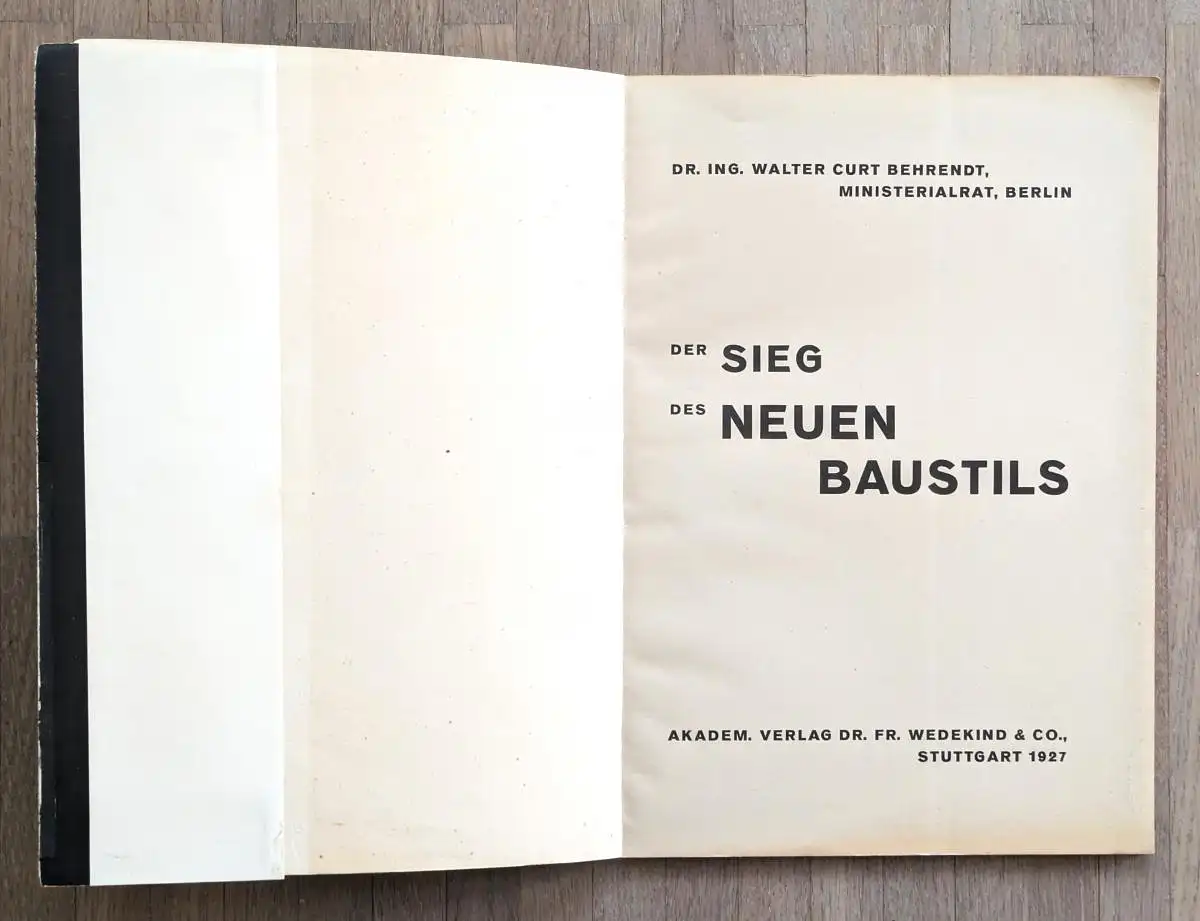 DR. ING. WALTER CURT BEHRENDT,
MINISTERIALRAT, BERLIN
DER SIEG
DES NEUEN
BAUSTILS
AKADEM. VERLAG DR. FR. WEDEKIND & CO.,
STUTTGART 1927